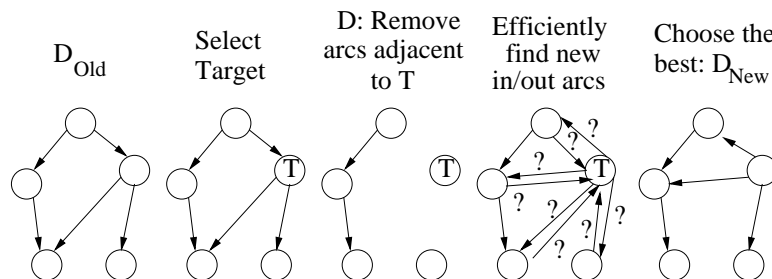 D_Old
Select
Target
D: Remove
arcs adjacent
to T
Efficiently
find new
in/out arcs
Choose the
best: D_New
T
T
T
?
?
?
?
?
?
?
?